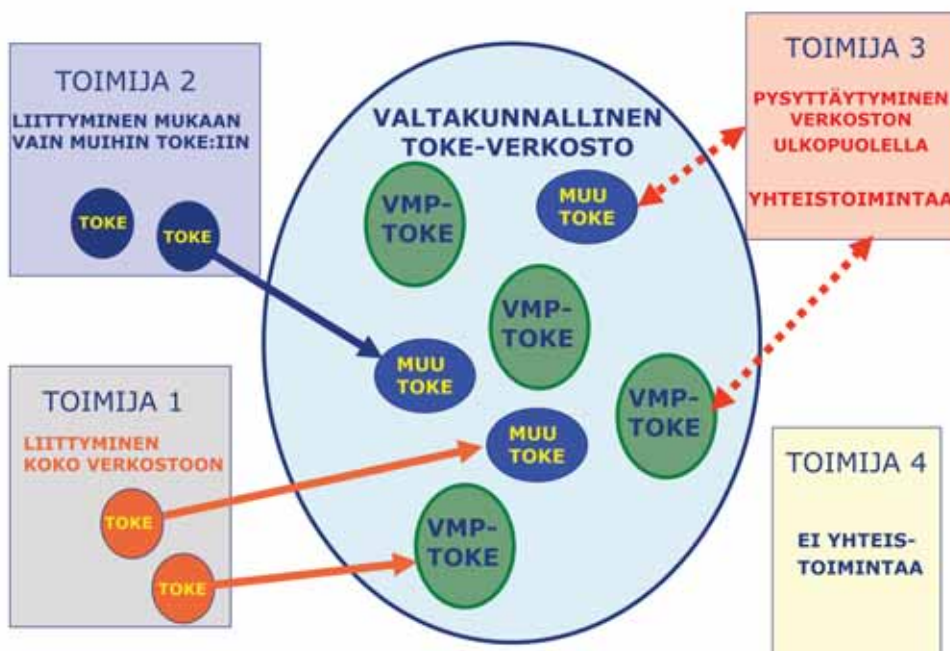 TOIMIJA 2
LIITTYMINEN MUKAAN
VAIN MUIHIN TOKE:IIN
TOKE
TOKE
TOIMIJA 1
LIITTYMINEN
KOKO VERKOSTOON
TOKE
TOKE
VALTAKUNNALLINEN
TOKE-VERKOSTO
VMP-
TOKE
MUU
TOKE
VMP-
TOKE
MUU
TOKE
VMP-
TOKE
MUU
TOKE
VMP-
TOKE
TOIMIJA 3
PYSYTTÄYTYMINEN
VERKOSTON
ULKOPUOLELLA
YHTEISTOIMINTAA
TOIMIJA 4
EI YHTEIS-
TOIMINTAA